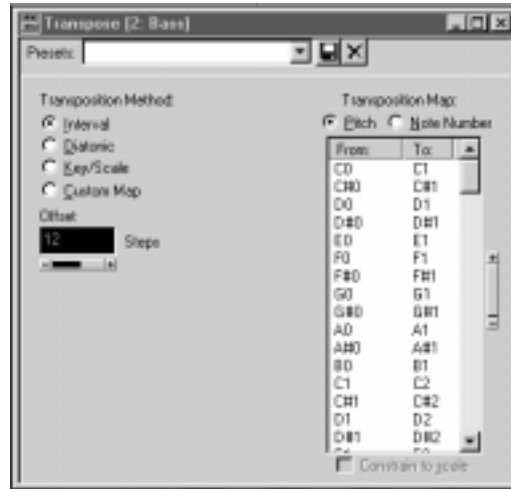 Transpose [2: Bass]
Presets:
Transposition Method:
Interval
Diatonic
Key/Scale
Custom Map
Offset:
12 Steps
Transposition Map:
Pitch Note Number
From: To:
C0 C1
C#0 C#1
D0 D1
D#0 D#1
E0 E1
F0 F1
F#0 F#1
G0 G1
G#0 G#1
A0 A1
A#0 A#1
B0 B1
C1 C2
C#1 C#2
D1 D2
D#1 D#2
Constrain to scale